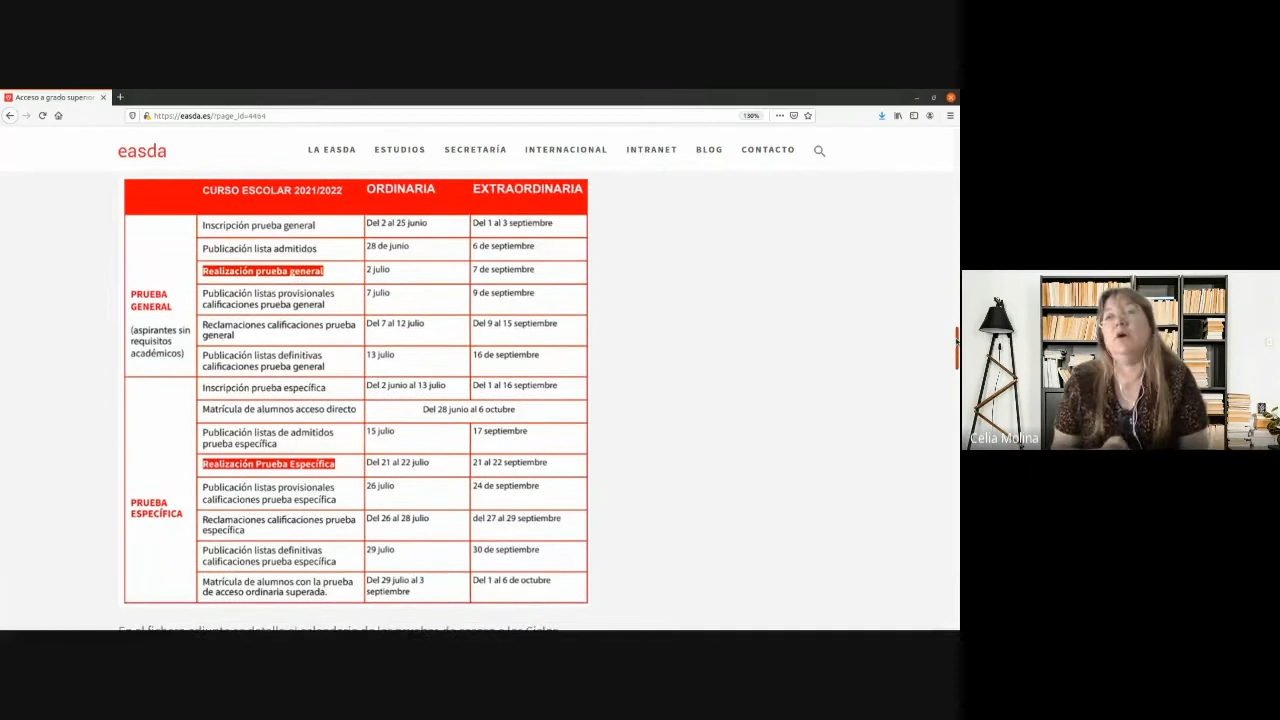 Acceso a grado superior
https://easda.es/?page_id=4464
130%
easda
LA EASDA ESTUDIOS SECRETARÍA INTERNACIONAL INTRANET BLOG CONTACTO
CURSO ESCOLAR 2021/2022 ORDINARIA EXTRAORDINARIA
PRUEBA
GENERAL
(aspirantes sin
requisitos
académicos)
Inscripción prueba general Del 2 al 25 junio Del 1 al 3 septiembre
Publicación lista admitidos 28 de junio 6 de septiembre
Realización prueba general 2 julio 7 de septiembre
Publicación listas provisionales 7 julio 9 de septiembre
calificaciones prueba general
Reclamaciones calificaciones prueba Del 7 al 12 julio Del 9 al 15 septiembre
general
Publicación listas definitivas 13 julio 16 de septiembre
calificaciones prueba general
PRUEBA
ESPECÍFICA
Inscripción prueba específica Del 2 junio al 13 julio Del 1 al 16 septiembre
Matrícula de alumnos acceso directo Del 28 junio al 6 octubre
Publicación listas de admitidos 15 julio 17 septiembre
prueba específica
Realización Prueba Específica Del 21 al 22 julio 21 al 22 septiembre
Publicación listas provisionales 26 julio 24 de septiembre
calificaciones prueba específica
Reclamaciones calificaciones prueba Del 26 al 28 julio del 27 al 29 septiembre
específica
Publicación listas definitivas 29 julio 30 de septiembre
calificaciones prueba específica
Matrícula de alumnos con la prueba Del 29 julio al 3 Del 1 al 6 de octubre
de acceso ordinaria superada. septiembre
Celia Molina